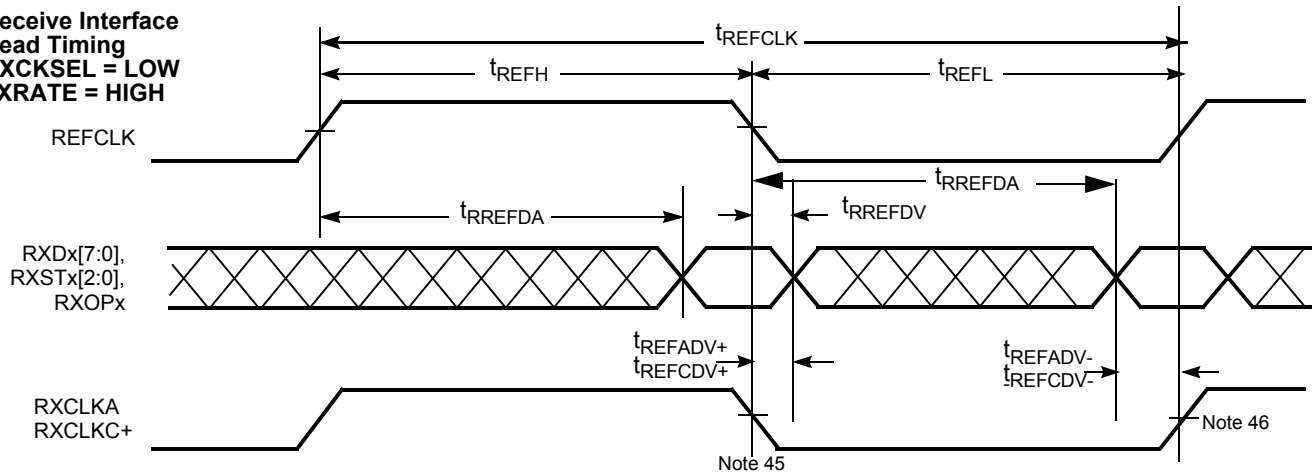 eceive Interface
ead Timing
XCKSEL = LOW
XRATE = HIGH
tREFCLK
tREFH
tREFL
REFCLK
tRREFDA
tRREFDA
tRREFDV
RXDx[7:0],
RXSTx[2:0],
RXOPx
tREFADV+
tREFCDV+
tREFADV-
tREFCDV-
RXCLKA
RXCLKC+
Note 45
Note 46